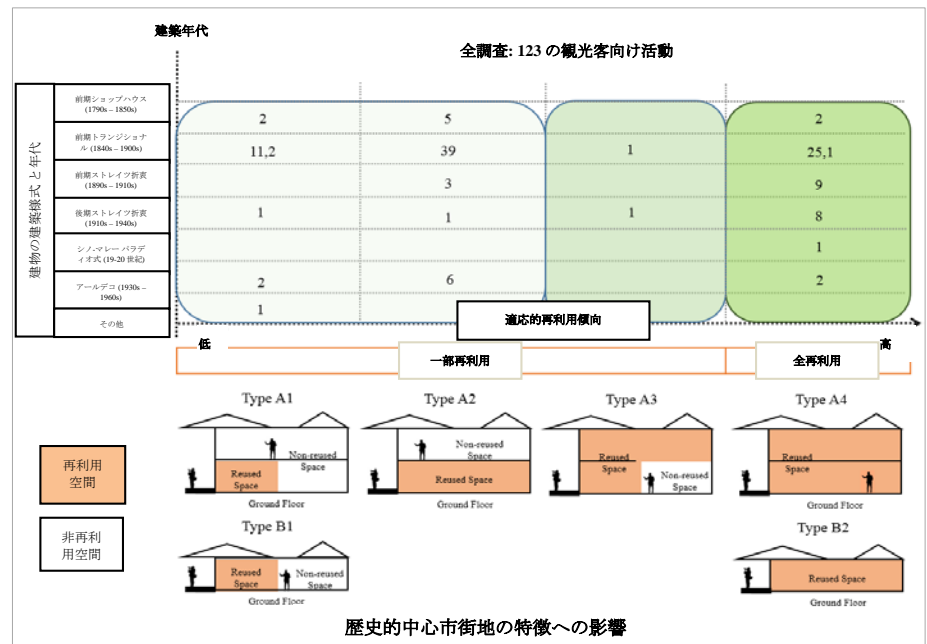 建築年代
全調査: 123 の観光客向け活動
建物の建築様式 と年代
前期ショップハウス
(1790s – 1850s)
2
5
2
前期トランジショナ
ル (1840s – 1900s)
11,2
39
1
25,1
前期ストレイツ折衷
(1890s – 1910s)
3
9
後期ストレイツ折衷
(1910s – 1940s)
1
1
1
8
シノ-マレー パラデ
ィオ式 (19-20 世紀)
1
アールデコ (1930s –
1960s)
2
6
2
その他
1
適応的再利用傾向
低
高
一部再利用
全再利用
Type A1
Type A2
Type A3
Type A4
Non-reused
Space
Reused
Space
Ground Floor
Non-reused
Space
Reused Space
Ground Floor
Reused
Space
Non-reused
Space
Ground Floor
Reused
Space
Ground Floor
再利用
空間
非再利
用空間
Type B1
Type B2
Reused
Space
Non-reused
Space
Ground Floor
Reused Space
Ground Floor
歴史的中心市街地の特徴への影響